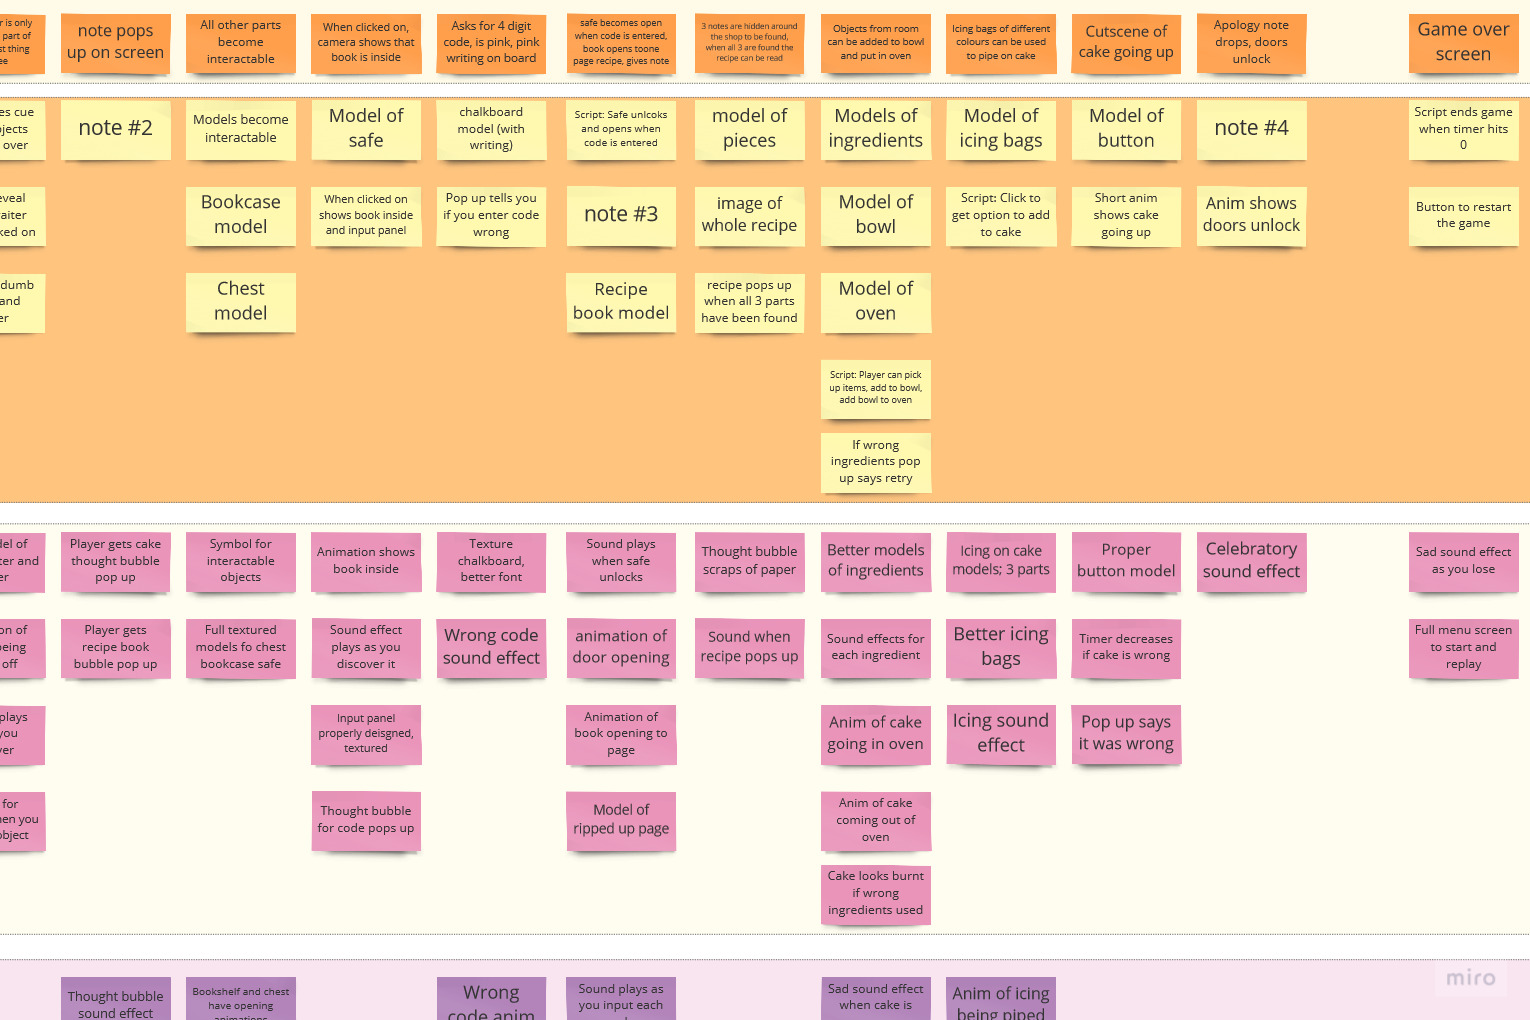 r is only
part of
st thing
ee
note pops
up on screen
All other parts
become
interactable
When clicked on,
camera shows that
book is inside
Asks for 4 digit
code, is pink, pink
writing on board
safe becomes open
when code is entered,
book opens toone
page recipe, gives note
3 notes are hidden around
the shop to be found,
when all 3 are found the
recipe can be read
Objects from room
can be added to bowl
and put in oven
Icing bags of different
colours can be used
to pipe on cake
Cutscene of
cake going up
Apology note
drops, doors
unlock
Game over
screen
es cue
jects
over
note #2
Models become
interactable
Model of
safe
chalkboard
model (with
writing)
Script: Safe unlcoks
and opens when
code is entered
model of
pieces
Models of
ingredients
Model of
icing bags
Model of
button
note #4
Script ends game
when timer hits
0
eveal
aiter
ked on
Bookcase
model
When clicked on
shows book inside
and input panel
Pop up tells you
if you enter code
wrong
note #3
image of
whole recipe
Model of
bowl
Script: Click to
get option to add
to cake
Short anim
shows cake
going up
Anim shows
doors unlock
Button to restart
the game
dumb
and
er
Chest
model
Recipe
book model
recipe pops up
when all 3 parts
have been found
Model of
oven
Script: Player can pick
up items, add to bowl,
add bowl to oven
If wrong
ingredients pop
up says retry
del of
ter and
er
Player gets cake
thought bubble
pop up
Symbol for
interactable
objects
Animation shows
book inside
Texture
chalkboard,
better font
Sound plays
when safe
unlocks
Thought bubble
scraps of paper
Better models
of ingredients
Icing on cake
models; 3 parts
Proper
button model
Celebratory
sound effect
Sad sound effect
as you lose
on of
being
off
Player gets
recipe book
bubble pop up
Full textured
models fo chest
bookcase safe
Sound effect
plays as you
discover it
Wrong code
sound effect
animation of
door opening
Sound when
recipe pops up
Sound effects for
each ingredient
Better icing
bags
Timer decreases
if cake is wrong
Full menu screen
to start and
replay
plays
you
ver
Input panel
properly deisgned,
textured
Animation of
book opening to
page
Anim of cake
going in oven
Icing sound
effect
Pop up says
it was wrong
for
hen you
object
Thought bubble
for code pops up
Model of
ripped up page
Anim of cake
coming out of
oven
Cake looks burnt
if wrong
ingredients used
Thought bubble
sound effect
Bookshelf and chest
have opening
animations
Wrong
code anim
Sound plays as
you input each
Sad sound effect
when cake is
Anim of icing
being piped
miro